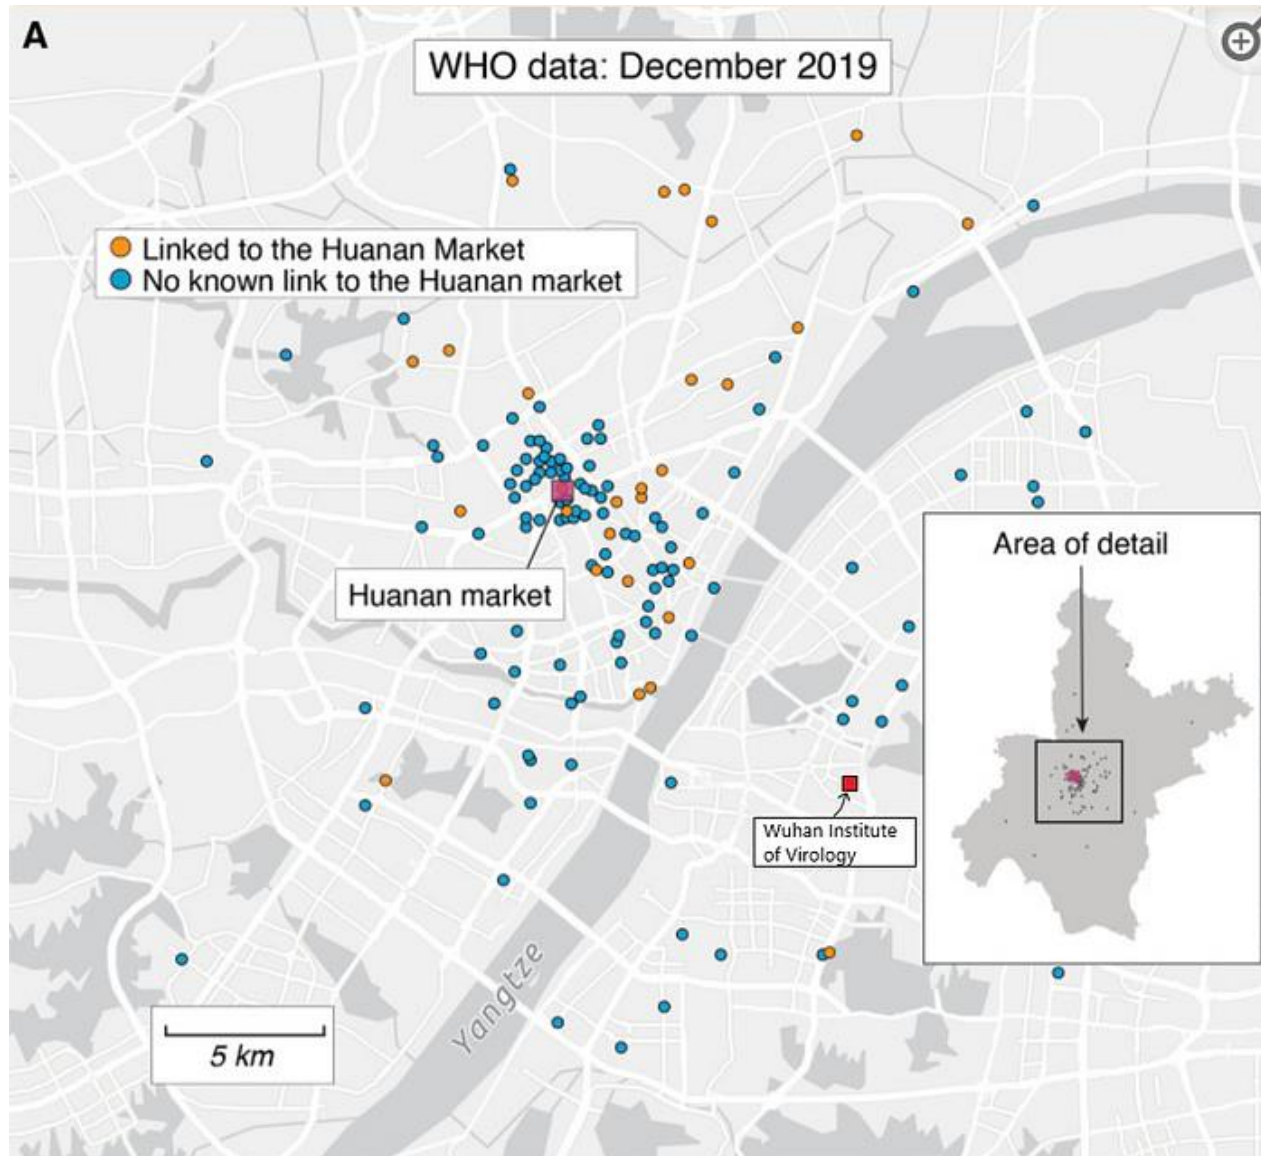 A
WHO data: December 2019
Linked to the Huanan Market
No known link to the Huanan market
Huanan market
Area of detail
Wuhan Institute
of Virology
Yangtze
5 km